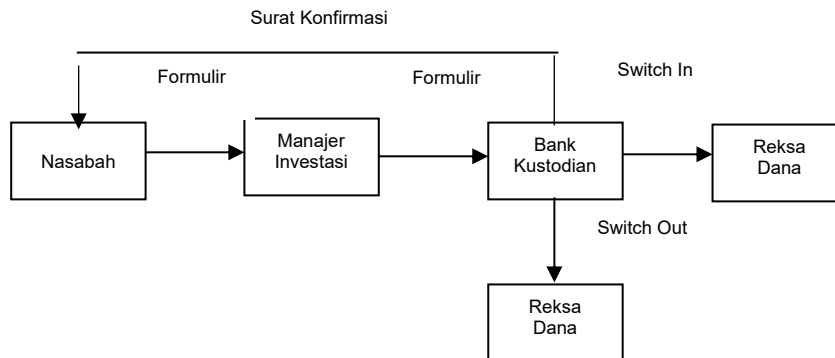 Surat Konfirmasi
Formulir
Formulir
Switch In
Nasabah
Manajer
Investasi
Bank
Kustodian
Reksa
Dana
Switch Out
Reksa
Dana